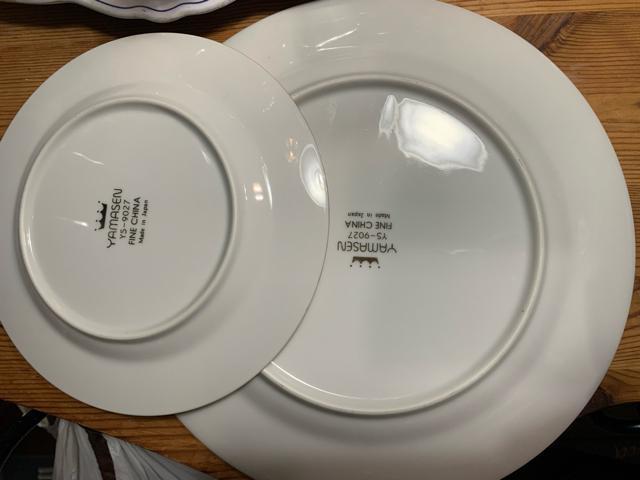 YAMASEN
YS-9027
FINE CHINA
Made in Japan
YAMASEN
YS-9027
FINE CHINA
Made in Japan